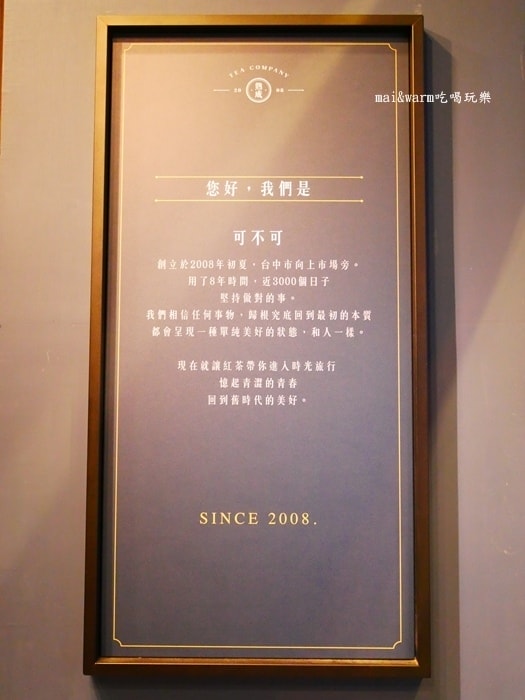 TEA COMPANY
20 熟成 08
mai&warm吃喝玩樂
您好，我們是
可不可
創立於2008年初夏，台中市向上市場旁。
用了8年時間，近3000個日子
堅持做對的事。
我們相信任何事物，歸根究底回到最初的本質
都會呈現一種單純美好的狀態，和人一樣。
現在就讓紅茶帶你進入時光旅行
憶起青澀的青春
回到舊時代的美好。
SINCE 2008.